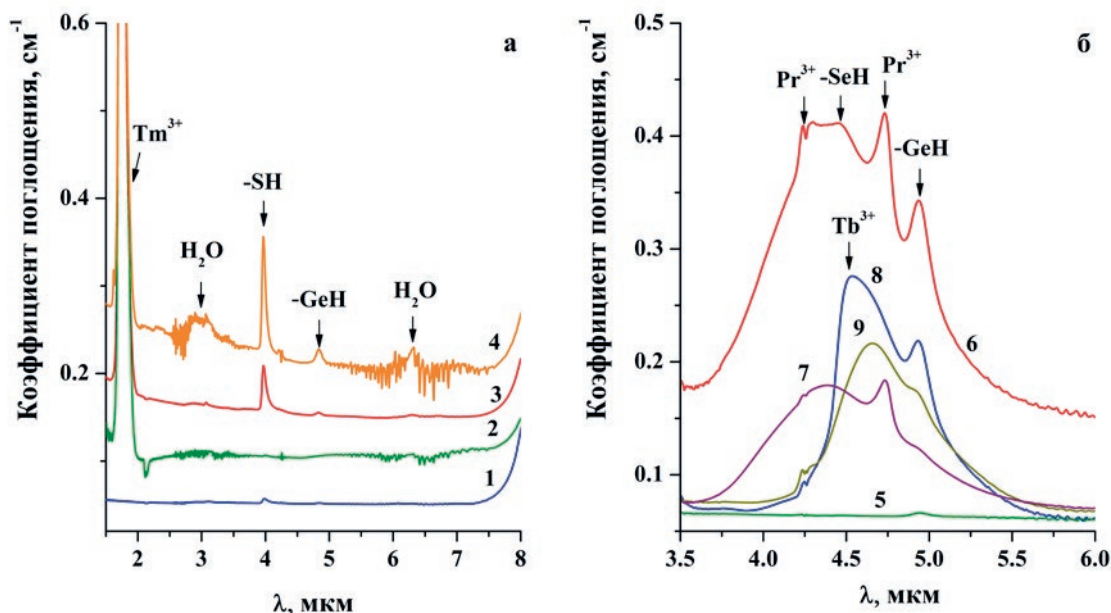 Коэффициент поглощения, см⁻¹
0.6
0.4
0.2
а
Tm³⁺
H₂O
-SH
-GeH
H₂O
4
3
2
1
2 3 4 5 6 7 8
λ, мкм
Коэффициент поглощения, см⁻¹
0.5
0.4
0.3
0.2
0.1
б
Pr³⁺
-SeH
Pr³⁺
-GeH
Tb³⁺
8
9
6
7
5
3.5 4.0 4.5 5.0 5.5 6.0
λ, мкм